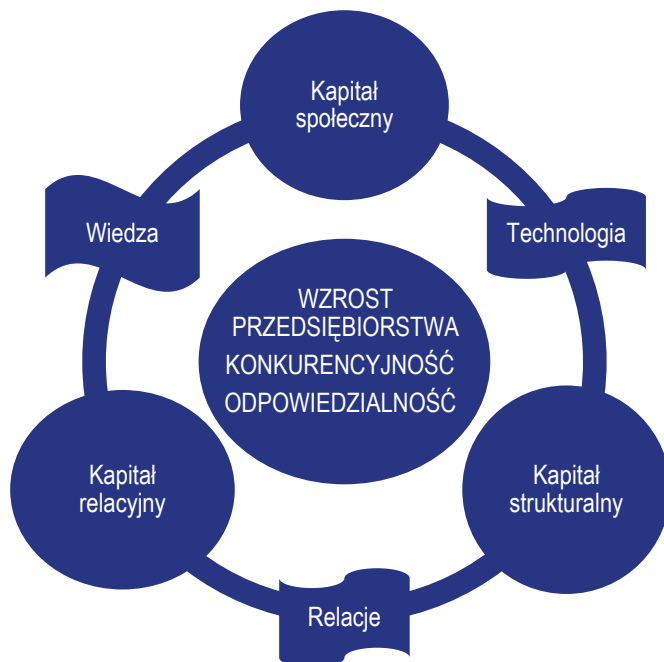 Kapitał
społeczny
Wiedza
Technologia
WZROST
PRZEDSIĘBIORSTWA
KONKURENCYJNOŚĆ
ODPOWIEDZIALNOŚĆ
Kapitał
relacyjny
Kapitał
strukturalny
Relacje